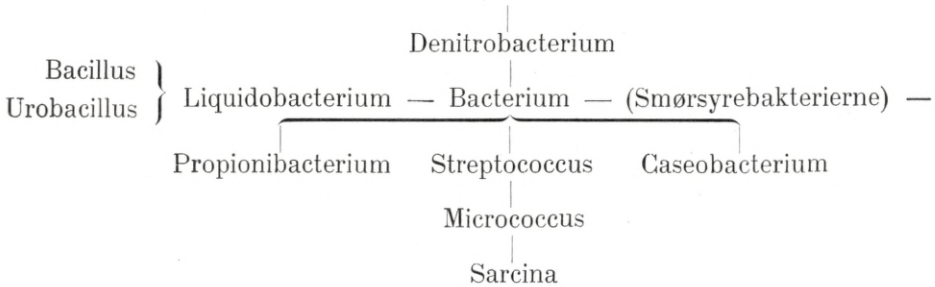 Denitrobacterium
Bacillus
Urobacillus } Liquidobacterium — Bacterium — (Smørsyrebakterierne) —
Propionibacterium Streptococcus Caseobacterium
Micrococcus
Sarcina